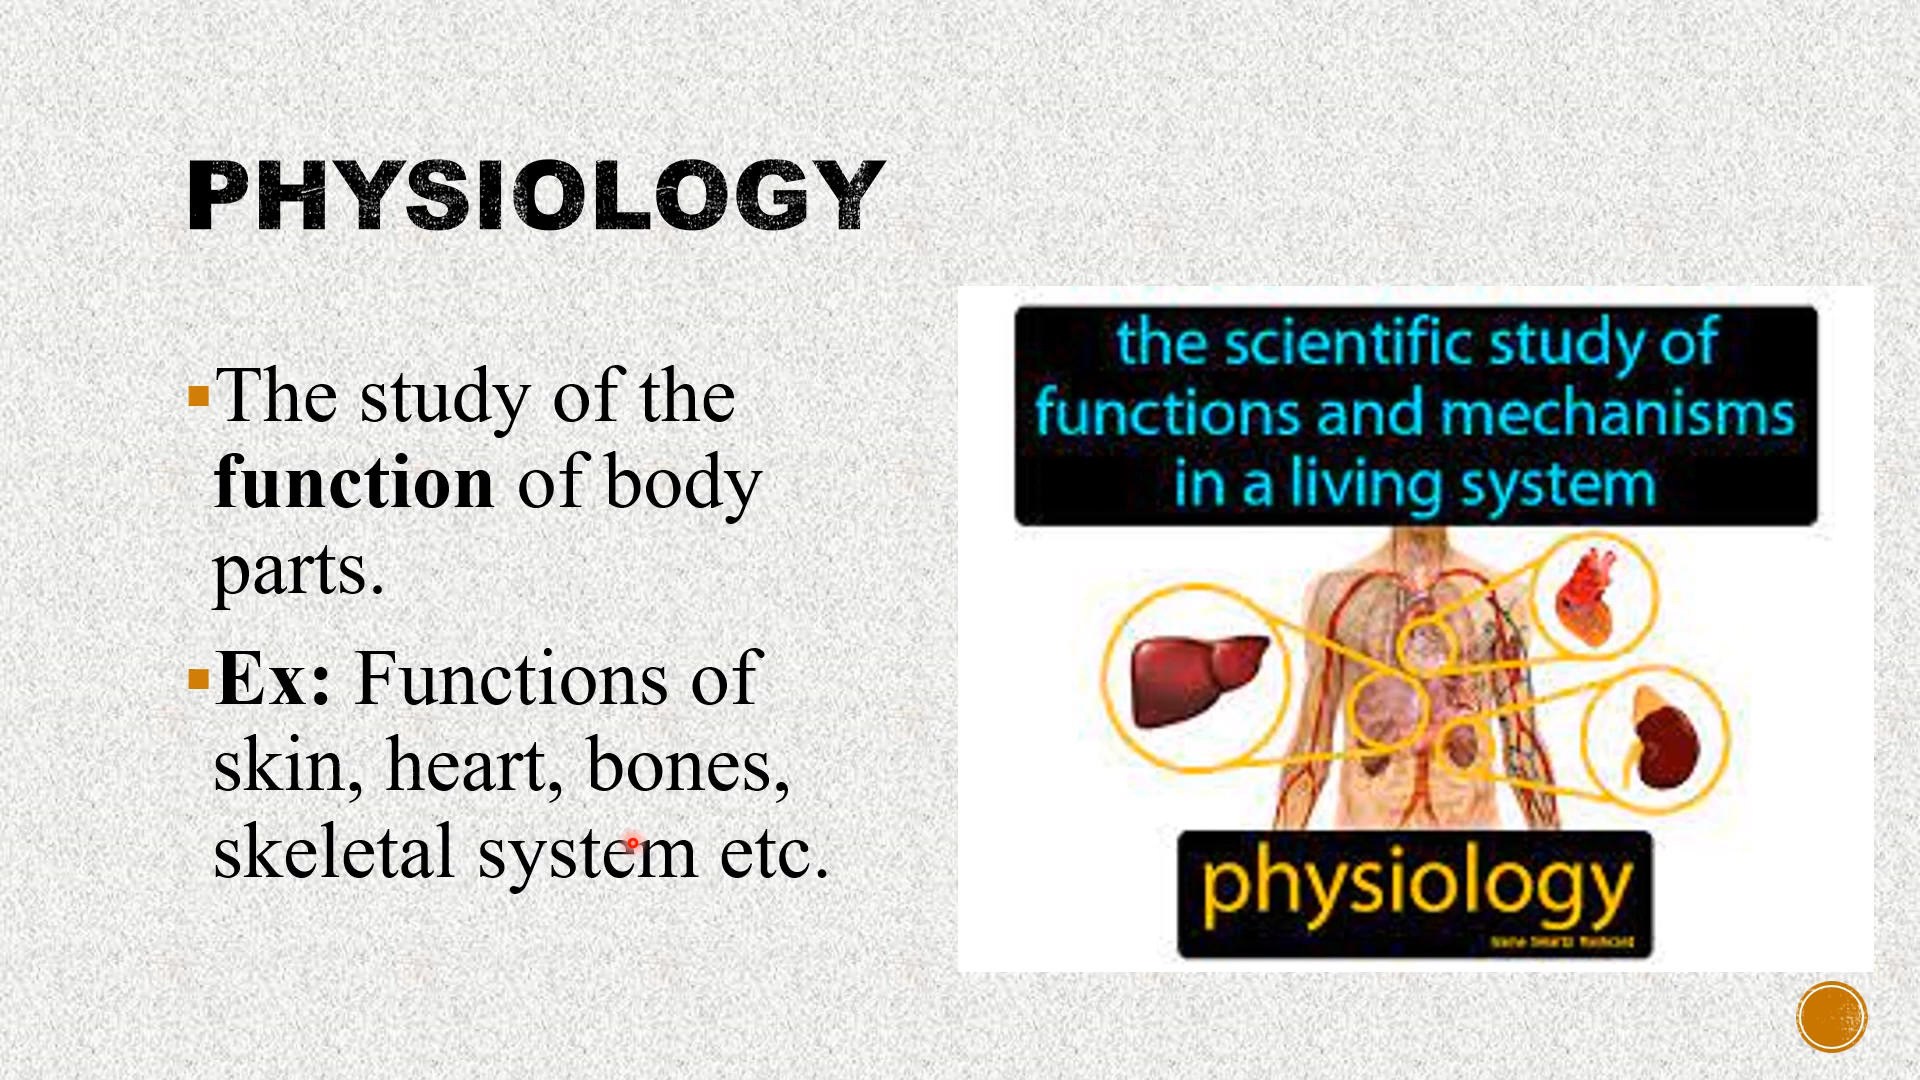 PHYSIOLOGY
▪The study of the
function of body
parts.
▪Ex: Functions of
skin, heart, bones,
skeletal system etc.
the scientific study of
functions and mechanisms
in a living system
physiology